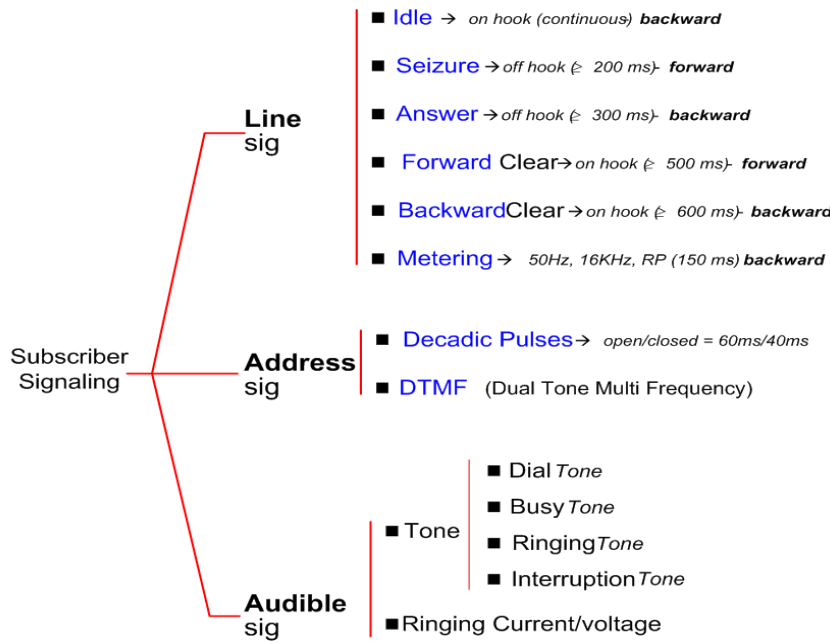 ■ Idle → on hook (continuous-) backward
■ Seizure → off hook (≥ 200 ms)- forward
Line
sig
■ Answer → off hook (≥ 300 ms)- backward
■ Forward Clear → on hook (≥ 500 ms)- forward
■ Backward Clear → on hook (≥ 600 ms)- backward
■ Metering → 50Hz, 16KHz, RP (150 ms) backward
Subscriber
Signaling
Address
sig
■ Decadic Pulses → open/closed = 60ms/40ms
■ DTMF (Dual Tone Multi Frequency)
Audible
sig
■ Tone
■ Dial Tone
■ Busy Tone
■ Ringing Tone
■ Interruption Tone
■ Ringing Current/voltage